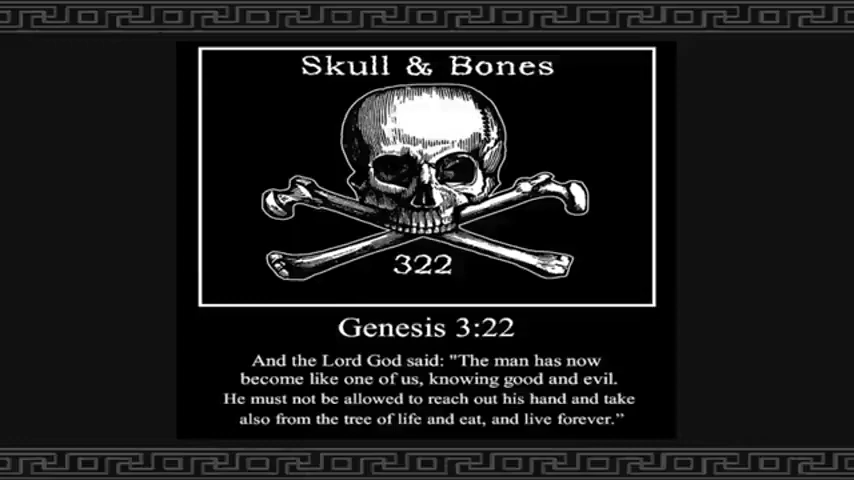 Skull & Bones
322
Genesis 3:22
And the Lord God said: "The man has now
become like one of us, knowing good and evil.
He must not be allowed to reach out his hand and take
also from the tree of life and eat, and live forever.”